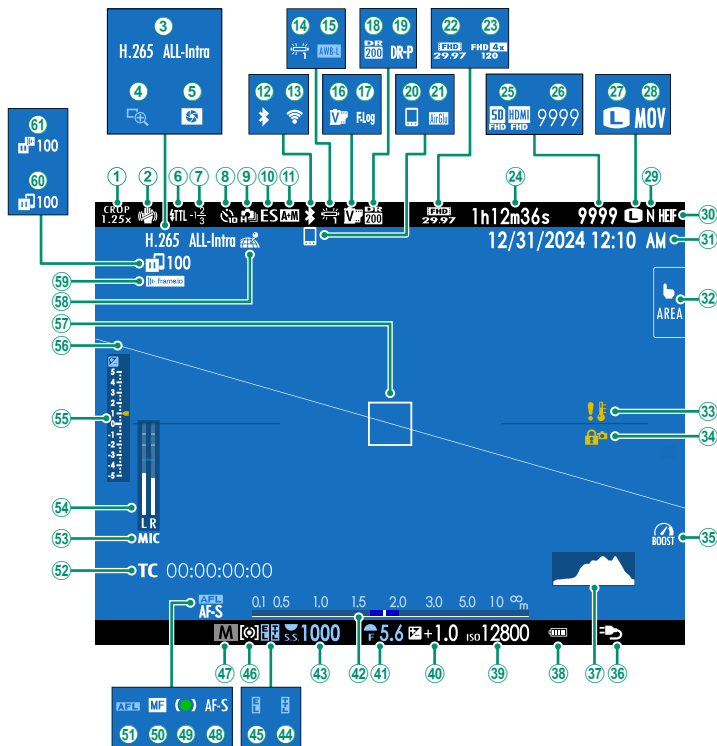 3
H.265 ALL-Intra
4 5
14 15
1 AWB-L
18 19
DR 200 DR-P
22 23
FHD 29.97 FHD 4x 120
61
100
60
100
12 13
16 17
F-Log
20 21
AirGlu
25 26
SD HDMI 9999
FHD FHD
27 28
L MOV
1 2 6 7 8 9 10 11 24 29
CROP 1.25x TTL -1 2/3 10 H ES A+M DR 200 FHD 29.97 1h12m36s 9999 L N HEIF 30
H.265 ALL-Intra 12/31/2024 12:10 AM 31
100
59 frame.io 58
AREA 32
57
56
5
4
3
2
1
0
-1
-2
-3
-4
-5
55
33
34
54
L R
53 MIC
BOOST 35
52 TC 00:00:00:00
AFL
AF-S
0.1 0.5 1.0 1.5 2.0 3.0 5.0 10 ∞ m
M S.S. 1000 F 5.6 +1.0 ISO 12800
47 46 43 42 41 40 39 38 37 36
AFL MF AF-S
51 50 49 48
45 44